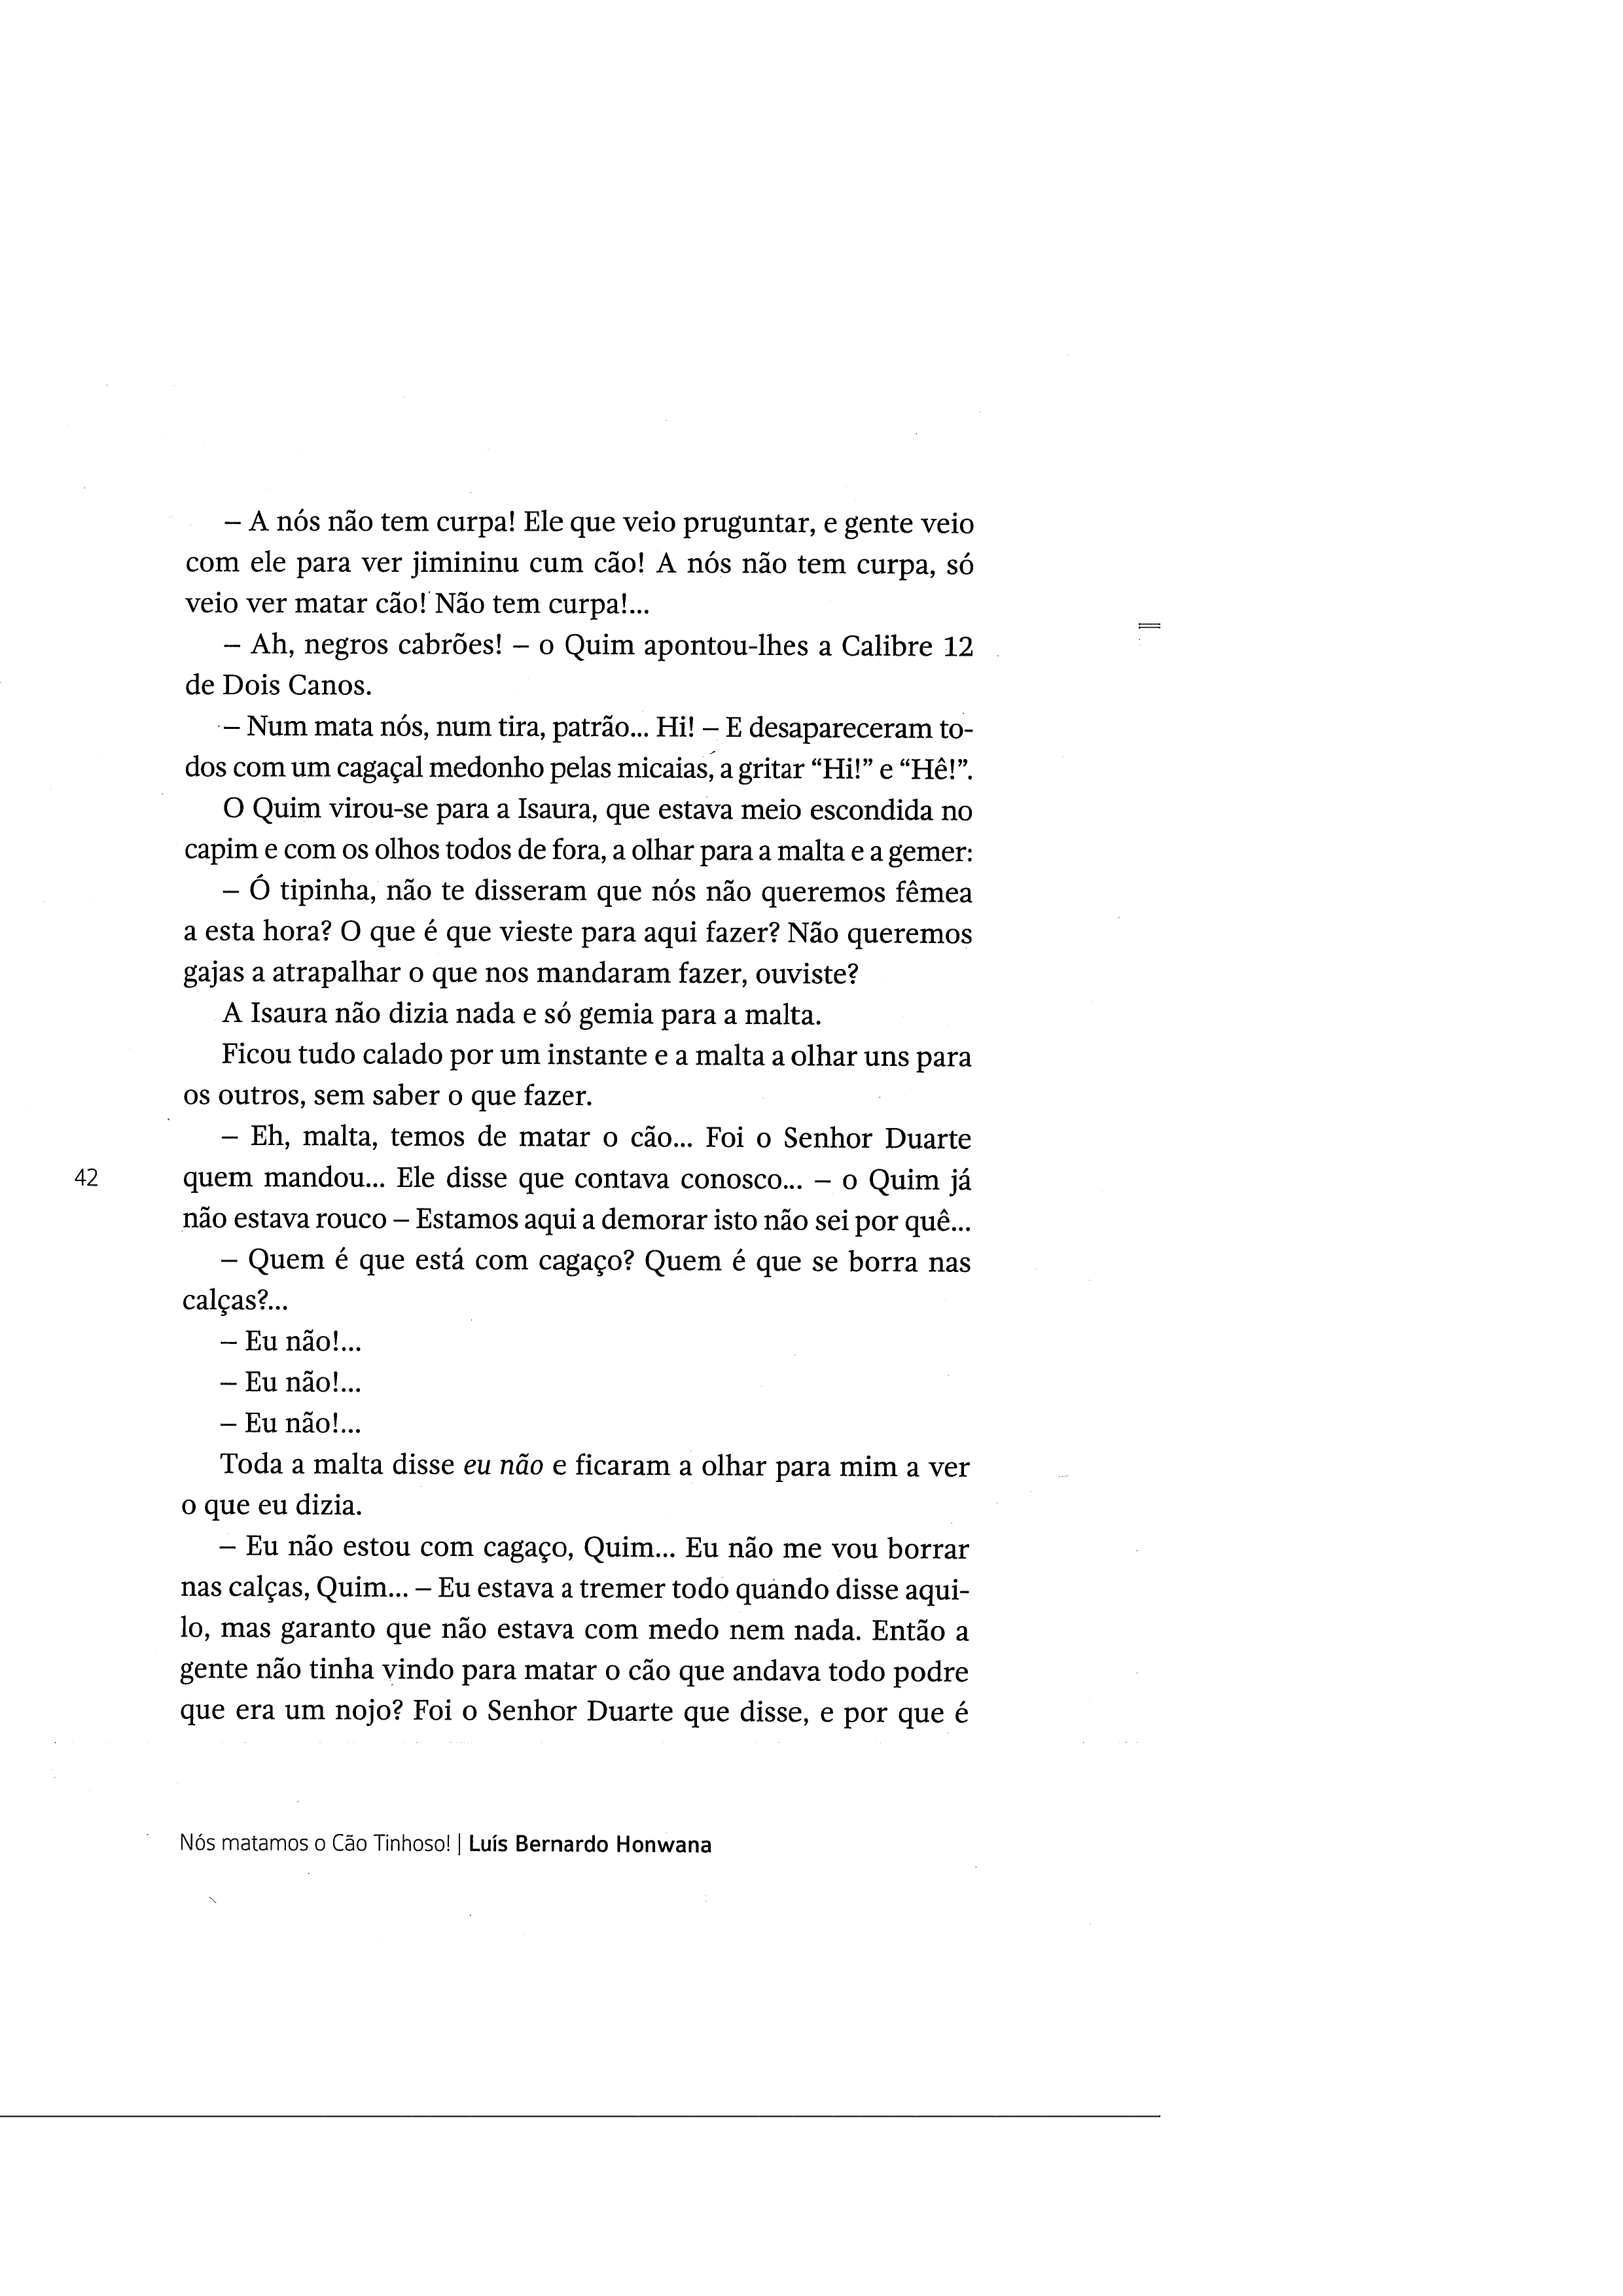 – A nós não tem curpa! Ele que veio pruguntar, e gente veio
com ele para ver jimininu cum cão! A nós não tem curpa, só
veio ver matar cão! Não tem curpa!...
– Ah, negros cabrões! – o Quim apontou-lhes a Calibre 12
de Dois Canos.
– Num mata nós, num tira, patrão... Hi! – E desapareceram to-
dos com um cagaçal medonho pelas micaias, a gritar “Hi!” e “Hê!”.
O Quim virou-se para a Isaura, que estava meio escondida no
capim e com os olhos todos de fora, a olhar para a malta e a gemer:
– Ó tipinha, não te disseram que nós não queremos fêmea
a esta hora? O que é que vieste para aqui fazer? Não queremos
gajas a atrapalhar o que nos mandaram fazer, ouviste?
A Isaura não dizia nada e só gemia para a malta.
Ficou tudo calado por um instante e a malta a olhar uns para
os outros, sem saber o que fazer.
– Eh, malta, temos de matar o cão... Foi o Senhor Duarte
quem mandou... Ele disse que contava conosco... – o Quim já
não estava rouco – Estamos aqui a demorar isto não sei por quê...
– Quem é que está com cagaço? Quem é que se borra nas
calças?...
– Eu não!...
– Eu não!...
– Eu não!...
Toda a malta disse eu não e ficaram a olhar para mim a ver
o que eu dizia.
– Eu não estou com cagaço, Quim... Eu não me vou borrar
nas calças, Quim... – Eu estava a tremer todo quando disse aqui-
lo, mas garanto que não estava com medo nem nada. Então a
gente não tinha vindo para matar o cão que andava todo podre
que era um nojo? Foi o Senhor Duarte que disse, e por que é
42
Nós matamos o Cão Tinhoso! | Luís Bernardo Honwana